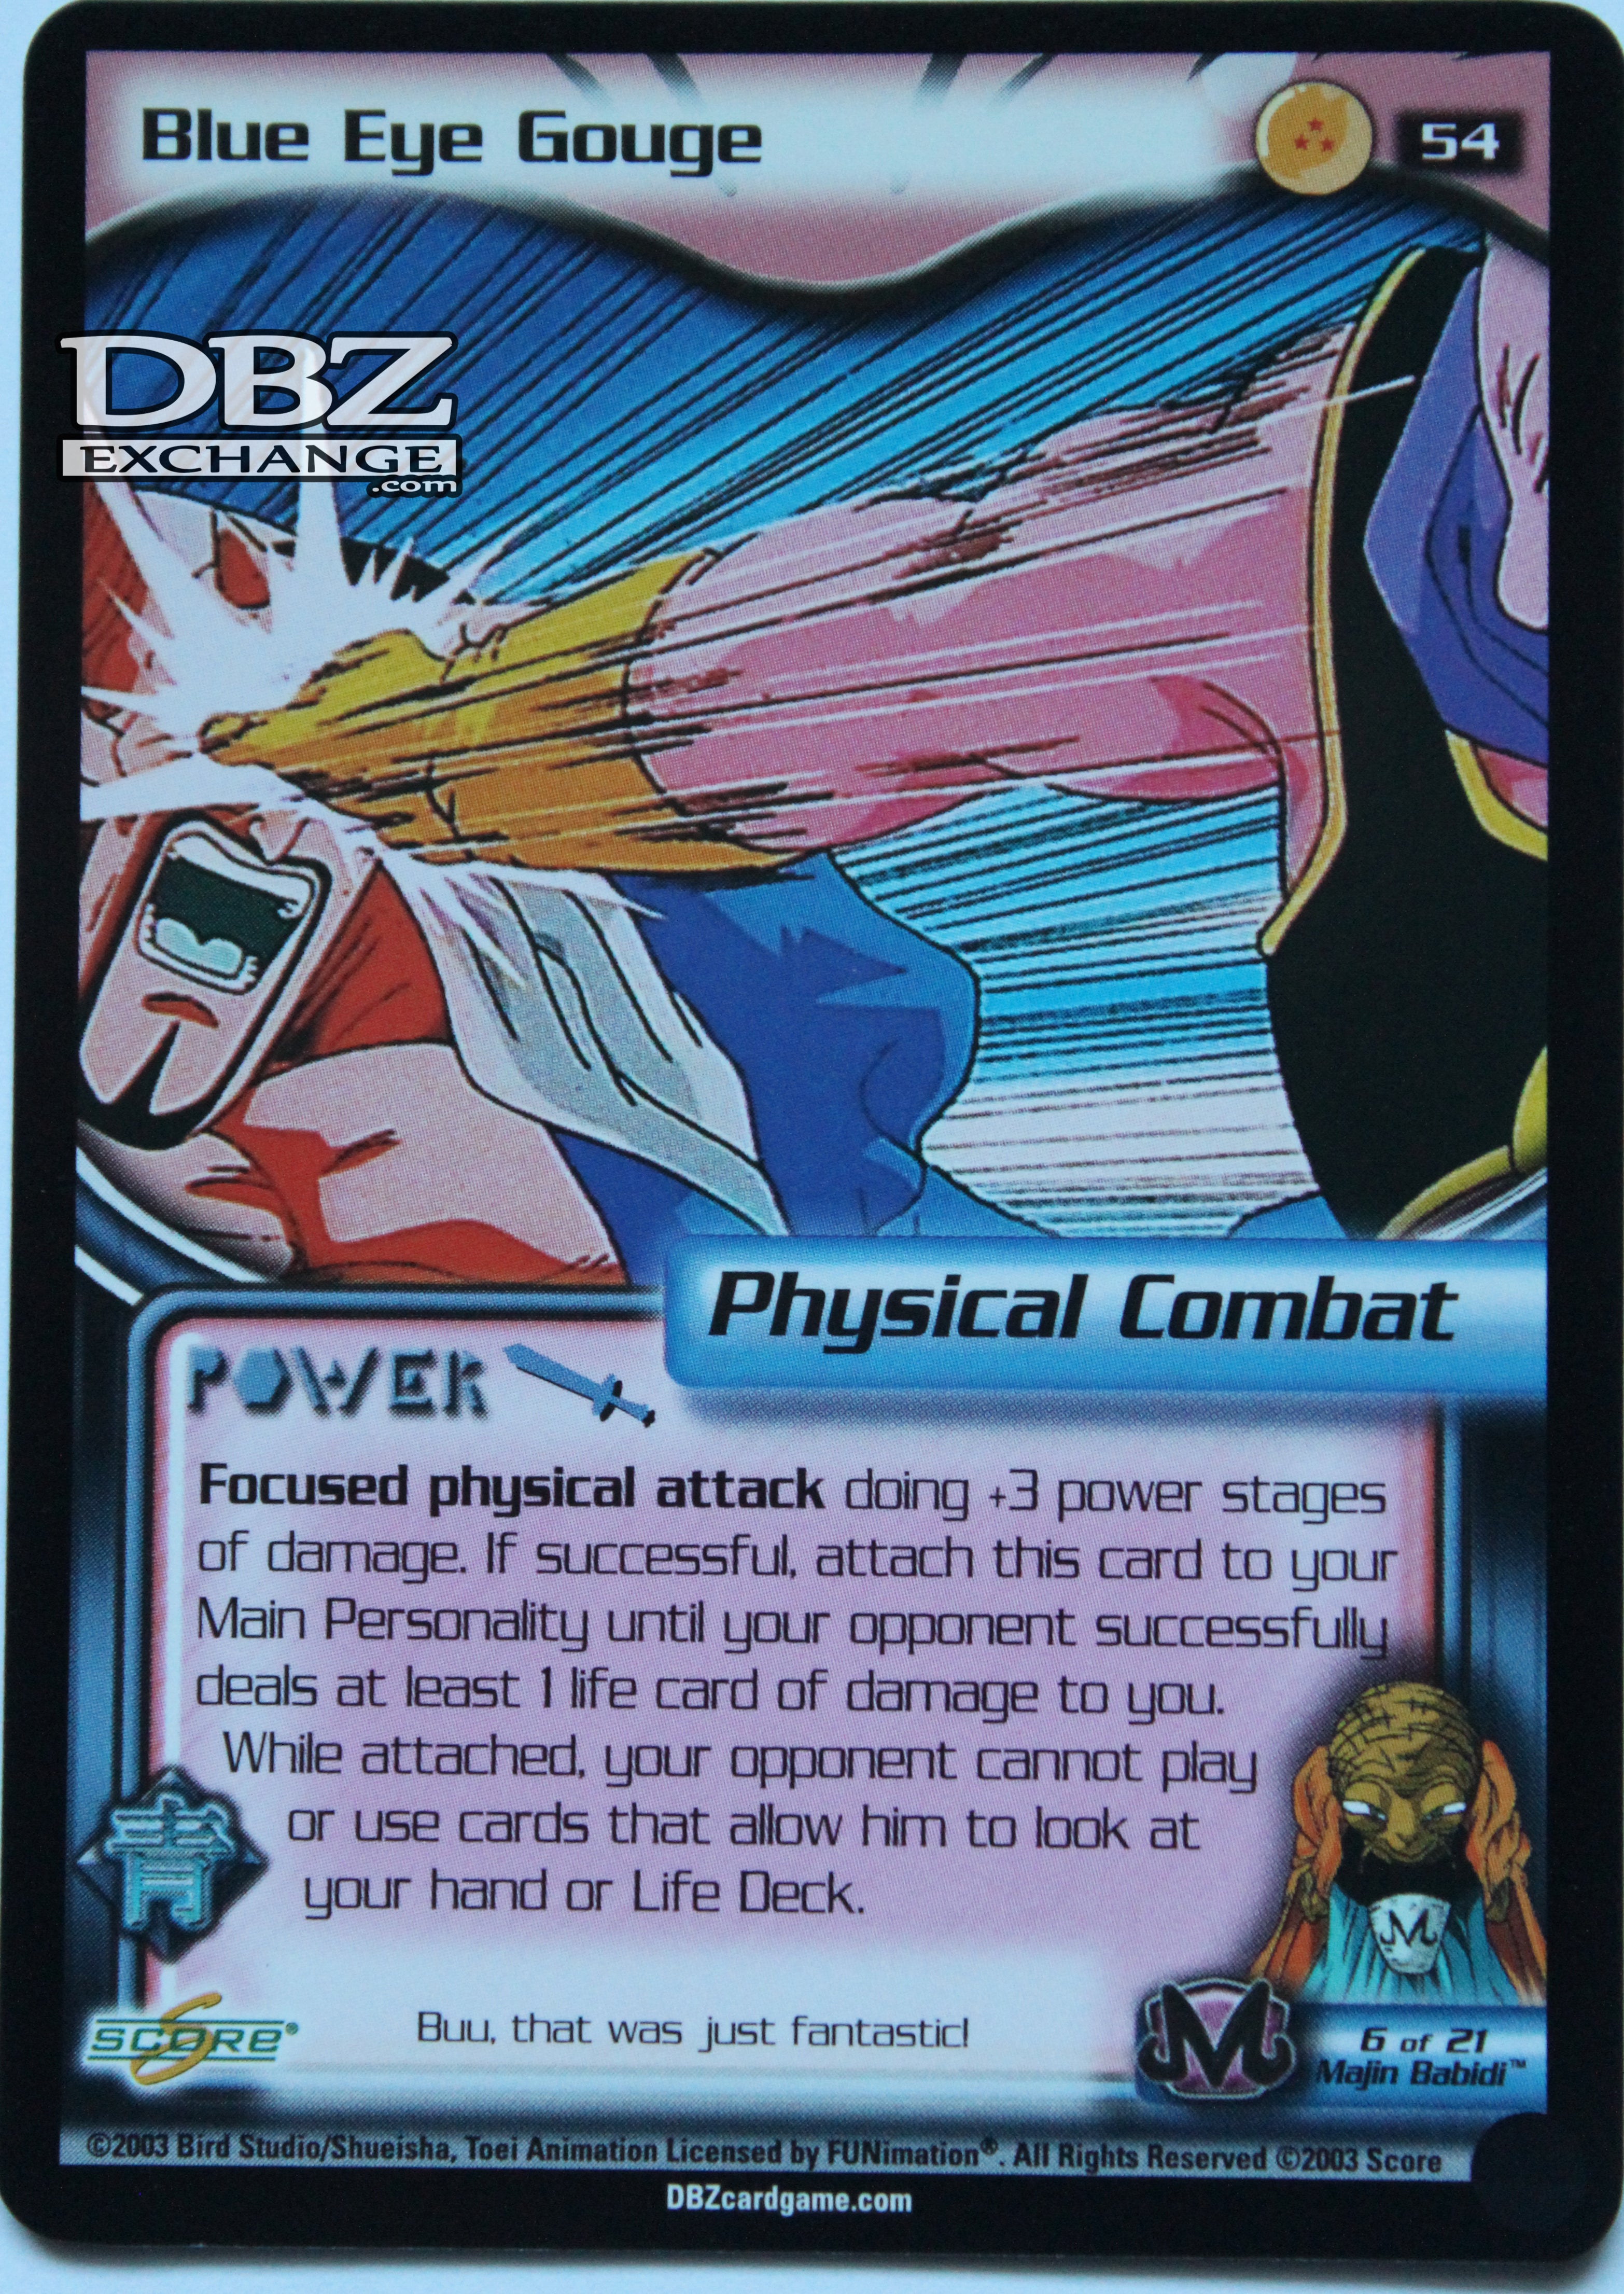 Blue Eye Gouge
54
DBZ
EXCHANGE
.com
Physical Combat
POWER
Focused physical attack doing +3 power stages
of damage. If successful, attach this card to your
Main Personality until your opponent successfully
deals at least 1 life card of damage to you.
While attached, your opponent cannot play
or use cards that allow him to look at
your hand or Life Deck.
青
M
SCORE®
S
Buu, that was just fantastic!
M
6 of 21
Majin Babidi™
©2003 Bird Studio/Shueisha, Toei Animation Licensed by FUNimation®. All Rights Reserved ©2003 Score
DBZcardgame.com